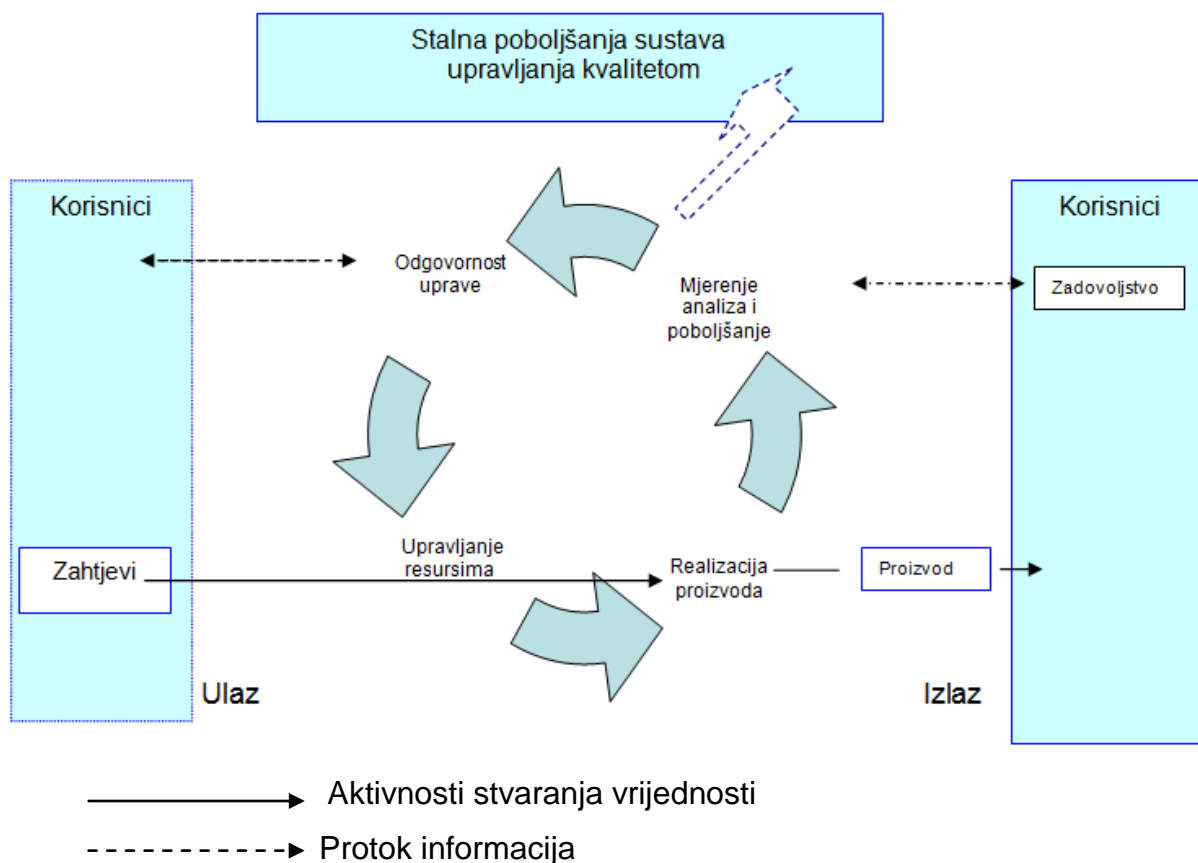 Stalna poboljšanja sustava
upravljanja kvalitetom
Korisnici
Korisnici
Odgovornost
uprave
Mjerenje
analiza i
poboljšanje
Zadovoljstvo
Zahtjevi
Upravljanje
resursima
Realizacija
proizvoda
Proizvod
Ulaz
Izlaz
Aktivnosti stvaranja vrijednosti
Protok informacija